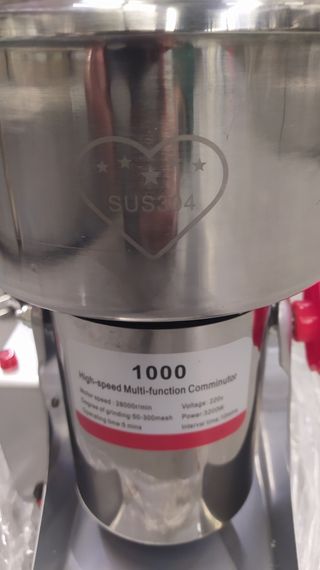 SUS304
1000
High-speed Multi-function Comminutor
Motor speed: 28000r/min
Voltage: 220v
Degree of grinding 50-300mesh
Power: 3200W
Operating time: 5 mins
Interval time: 10mins